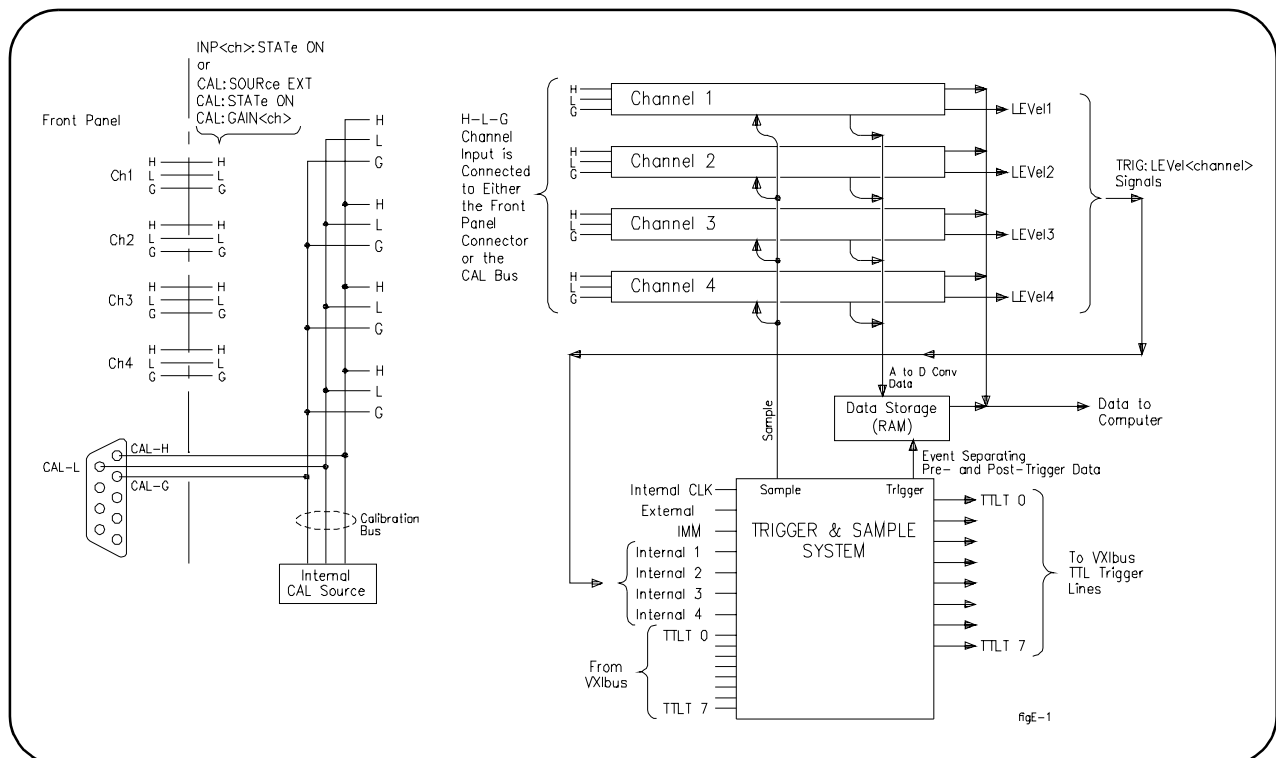 INP<ch>:STATe ON
or
CAL:SOURce EXT
CAL:STATe ON
CAL:GAIN<ch>
Front Panel
H H
Ch1 L L
G G
H H
Ch2 L L
G G
H H
Ch3 L L
G G
H H
Ch4 L L
G G
H
L
G
H
L
G
H
L
G
H
L
G
CAL-H
CAL-L
CAL-G
Calibration
Bus
Internal
CAL Source
H-L-G
Channel
Input is
Connected
to Either
the Front
Panel
Connector
or the
CAL Bus
H
L
G
Channel 1
LEVel1
H
L
G
Channel 2
LEVel2
H
L
G
Channel 3
LEVel3
H
L
G
Channel 4
LEVel4
TRIG:LEVel<channel>
Signals
A to D Conv
Data
Sample
Data Storage
(RAM)
Data to
Computer
Event Separating
Pre- and Post-Trigger Data
Internal CLK
External
IMM
Internal 1
Internal 2
Internal 3
Internal 4
TTLT 0
From
VXIbus
TTLT 7
Sample
Trigger
TRIGGER & SAMPLE
SYSTEM
TTLT 0
To VXIbus
TTL Trigger
Lines
TTLT 7
figE-1